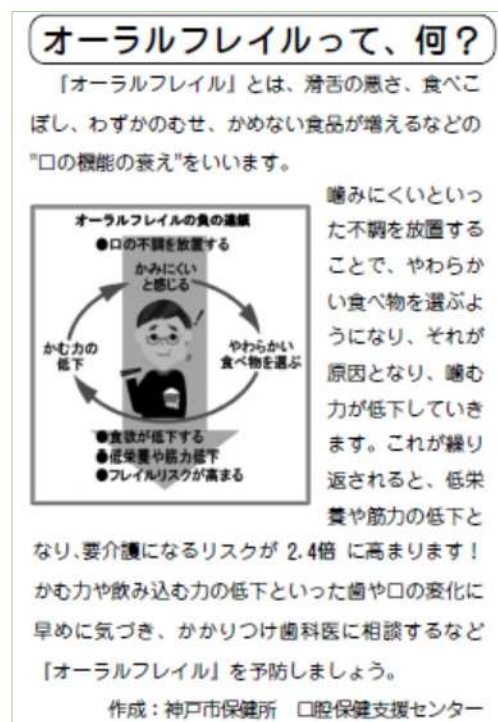 オーラルフレイルって、何？
『オーラルフレイル』とは、滑舌の悪さ、食べこ
ぼし、わずかのむせ、かめない食品が増えるなどの
"口の機能の衰え"をいいます。
オーラルフレイルの負の連鎖
●口の不調を放置する
かみにくい
と感じる
やわらかい
食べ物を選ぶ
かむ力の
低下
●食欲が低下する
●低栄養や筋力低下
●フレイルリスクが高まる
噛みにくいといっ
た不調を放置する
ことで、やわらか
い食べ物を選ぶよ
うになり、それが
原因となり、噛む
力が低下していき
ます。これが繰り
返されると、低栄
養や筋力の低下と
なり、要介護になるリスクが 2.4倍 に高まります！
かむ力や飲み込む力の低下といった歯や口の変化に
早めに気づき、かかりつけ歯科医に相談するなど
『オーラルフレイル』を予防しましょう。
作成：神戸市保健所　口腔保健支援センター